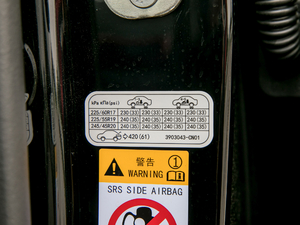 kPa kPa(psi)
225/60R17 230(33) 230(33) 230(33) 230(33)
225/55R19 240(35) 240(35) 240(35) 240(35)
245/45R20 240(35) 240(35) 240(35) 240(35)
420(61) 3903043-DN01
警告
WARNING
SRS SIDE AIRBAG